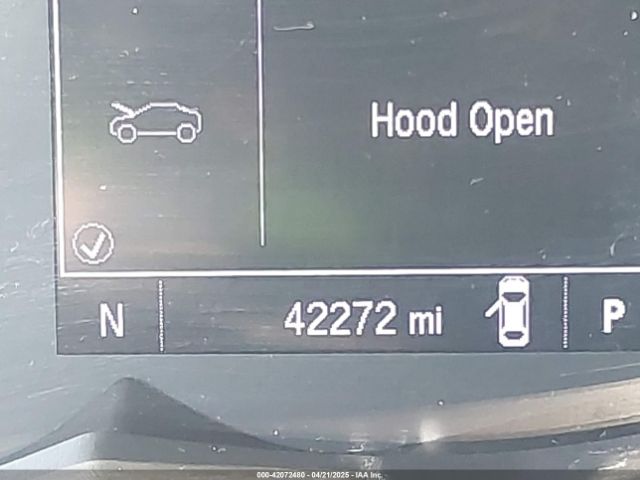 Hood Open
N 42272 mi P
000-42072480 - 04/21/2025 - IAA Inc.